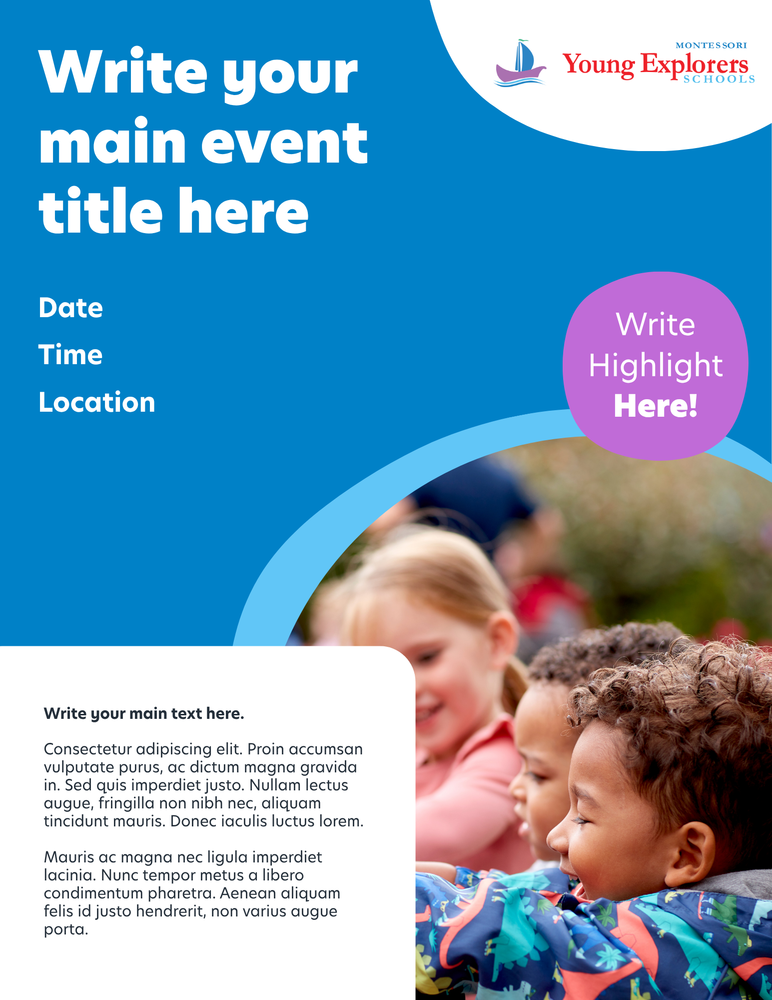 Write your
main event
title here
MONTESSORI
Young Explorers
SCHOOLS
Date
Time
Location
Write
Highlight
Here!
Write your main text here.
Consectetur adipiscing elit. Proin accumsan
vulputate purus, ac dictum magna gravida
in. Sed quis imperdiet justo. Nullam lectus
augue, fringilla non nibh nec, aliquam
tincidunt mauris. Donec iaculis luctus lorem.
Mauris ac magna nec ligula imperdiet
lacinia. Nunc tempor metus a libero
condimentum pharetra. Aenean aliquam
felis id justo hendrerit, non varius augue
porta.